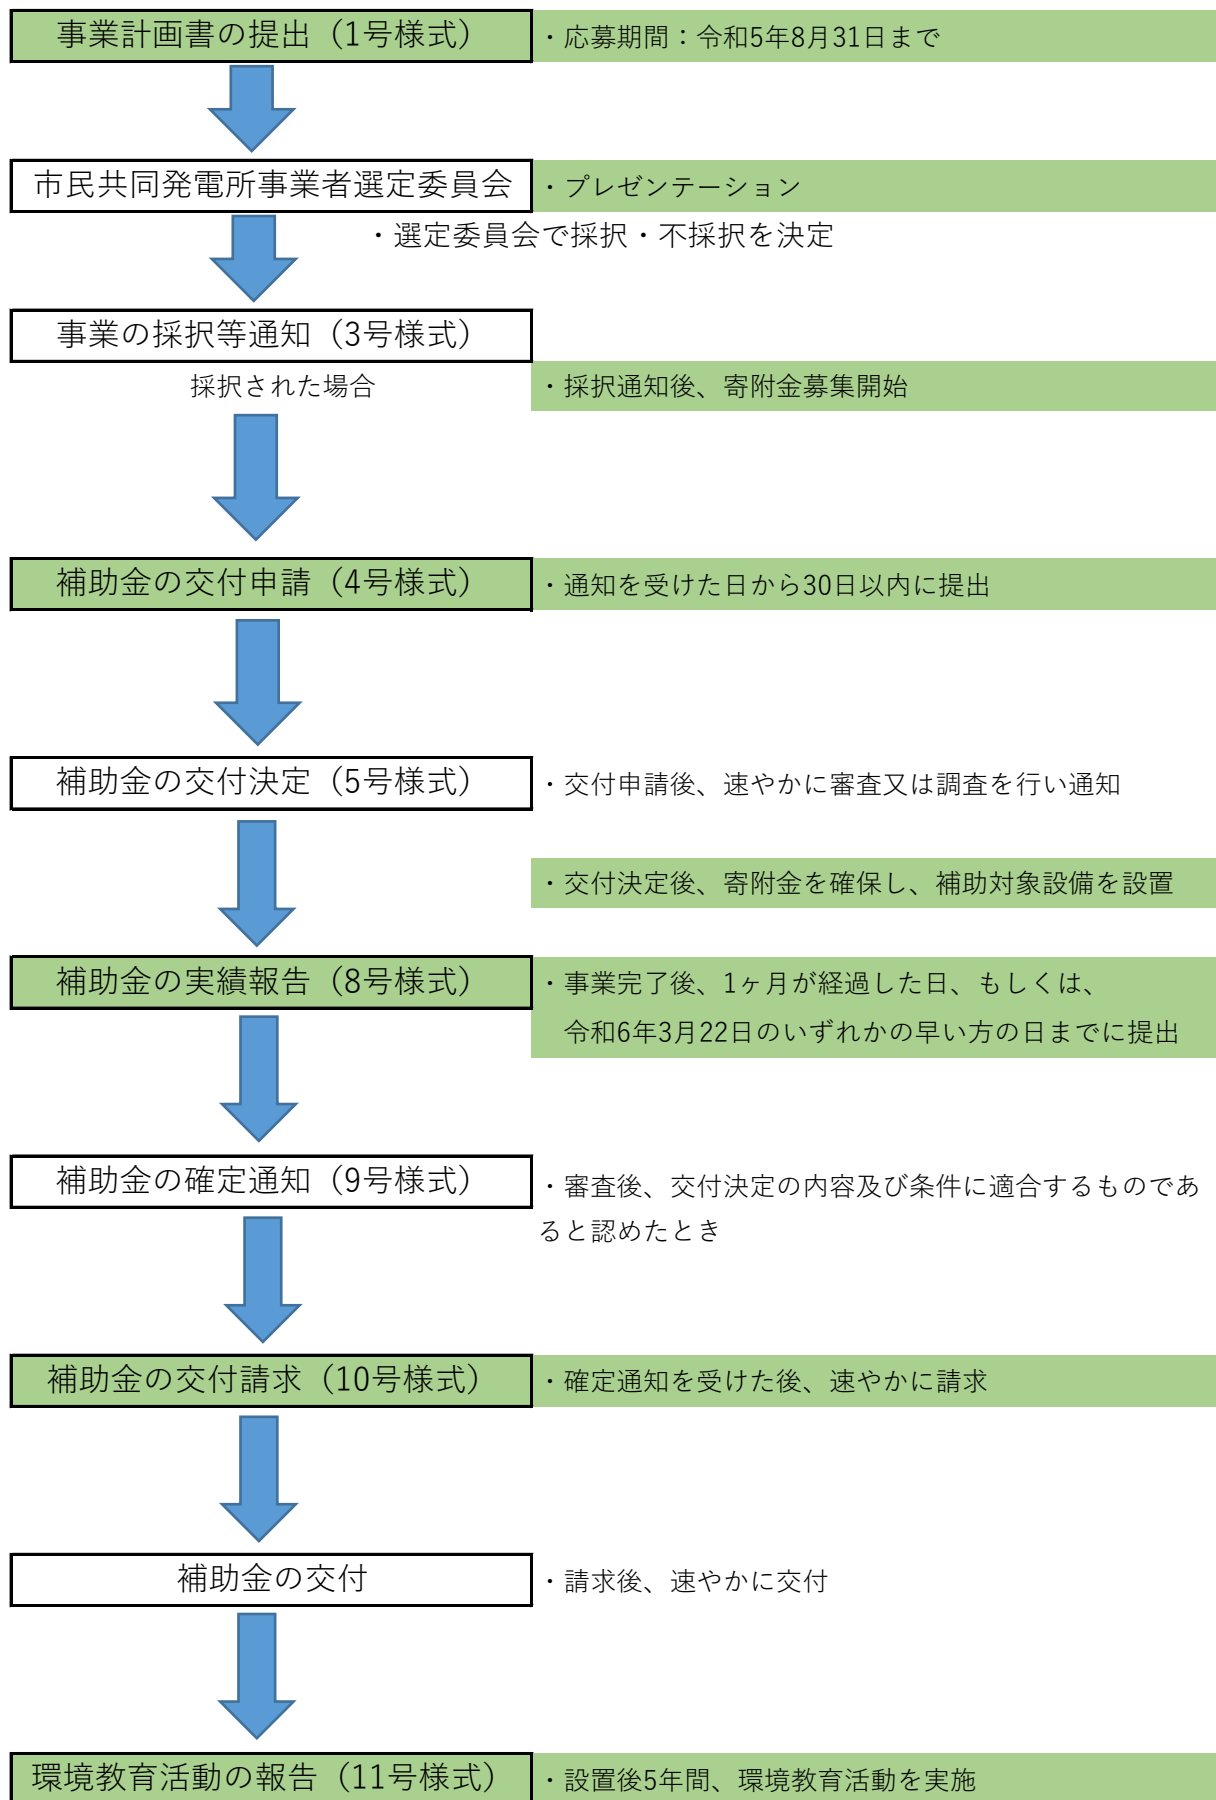 事業計画書の提出（1号様式）
・応募期間：令和5年8月31日まで
市民共同発電所事業者選定委員会
・プレゼンテーション
・選定委員会で採択・不採択を決定
事業の採択等通知（3号様式）
採択された場合
・採択通知後、寄附金募集開始
補助金の交付申請（4号様式）
・通知を受けた日から30日以内に提出
補助金の交付決定（5号様式）
・交付申請後、速やかに審査又は調査を行い通知
・交付決定後、寄附金を確保し、補助対象設備を設置
補助金の実績報告（8号様式）
・事業完了後、1ヶ月が経過した日、もしくは、
令和6年3月22日のいずれかの早い方の日までに提出
補助金の確定通知（9号様式）
・審査後、交付決定の内容及び条件に適合するものであ
ると認めたとき
補助金の交付請求（10号様式）
・確定通知を受けた後、速やかに請求
補助金の交付
・請求後、速やかに交付
環境教育活動の報告（11号様式）
・設置後5年間、環境教育活動を実施